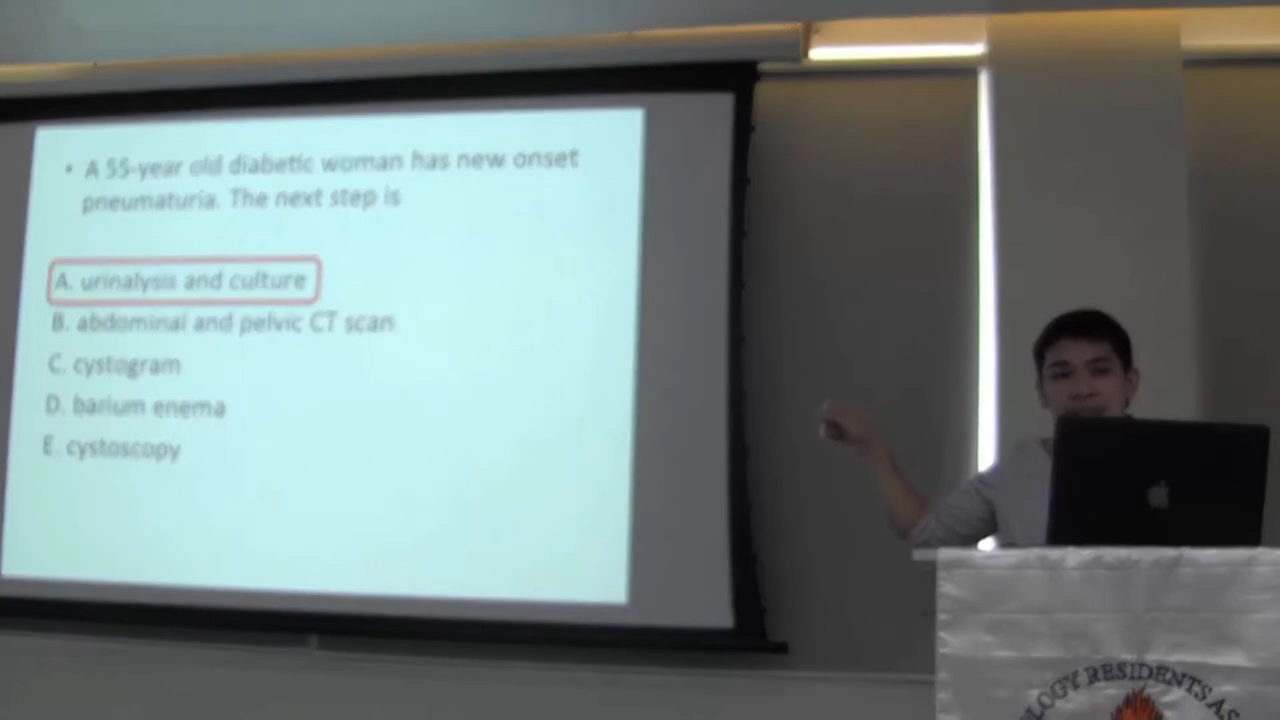 • A 55-year old diabetic woman has new onset
pneumaturia. The next step is
A. urinalysis and culture
B. abdominal and pelvic CT scan
C. cystogram
D. barium enema
E. cystoscopy
OLOGY RESIDENTS AS